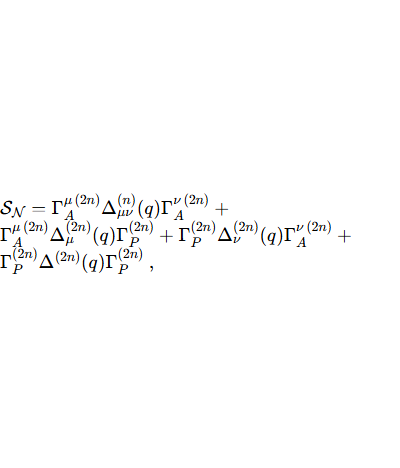 $\mathcal{S}_{\mathcal{N}} = \Gamma_A^{\mu\,(2n)} \Delta_{\mu\nu}^{(n)}(q) \Gamma_A^{\nu\,(2n)} +$
$\Gamma_A^{\mu\,(2n)} \Delta_{\mu}^{(2n)}(q) \Gamma_P^{(2n)} + \Gamma_P^{(2n)} \Delta_{\nu}^{(2n)}(q) \Gamma_A^{\nu\,(2n)} +$
$\Gamma_P^{(2n)} \Delta^{(2n)}(q) \Gamma_P^{(2n)} \ ,$